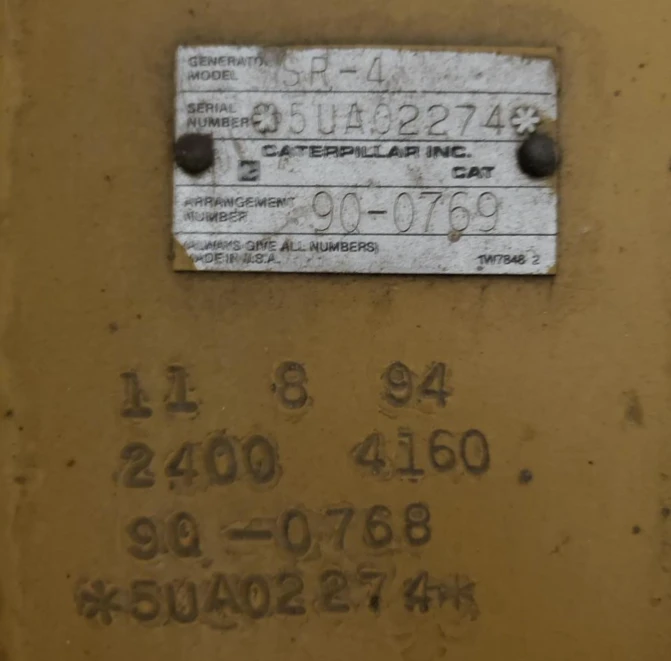 GENERATOR
MODEL SR-4
SERIAL
NUMBER *5UA02274*
CATERPILLAR INC.
CAT
ARRANGEMENT
NUMBER 9Q-0769
(ALWAYS GIVE ALL NUMBERS)
MADE IN U.S.A. 1W7848 2
11 8 94
2400 4160
9Q-0768
*5UA02274*